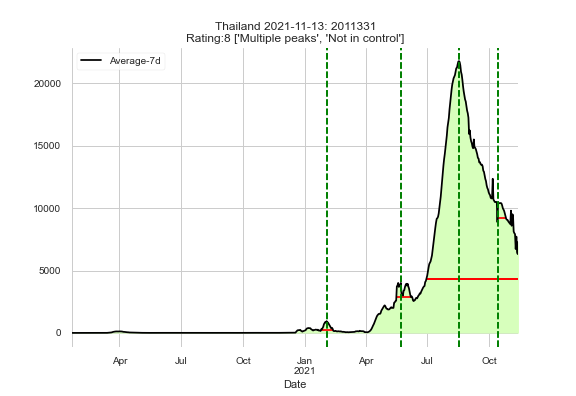 Thailand 2021-11-13: 2011331
Rating:8 ['Multiple peaks', 'Not in control']
Average-7d
20000
15000
10000
5000
0
Apr
Jul
Oct
Jan
2021
Apr
Jul
Oct
Date